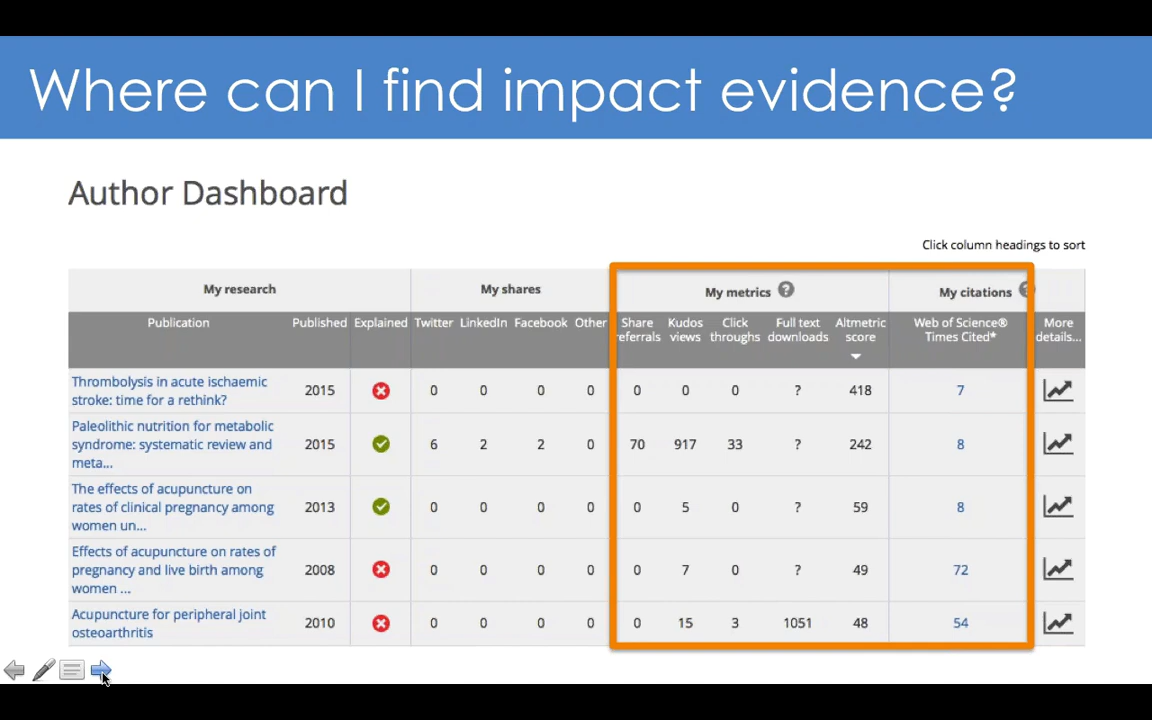 Where can I find impact evidence?
Author Dashboard
Click column headings to sort
My research My shares My metrics ? My citations ?
Publication Published Explained Twitter LinkedIn Facebook Other Share referrals Kudos views Click throughs Full text downloads Altmetric score Web of Science® Times Cited* More details...
Thrombolysis in acute ischaemic
stroke: time for a rethink?
2015 0 0 0 0 0 0 0 ? 418 7
Paleolithic nutrition for metabolic
syndrome: systematic review and
meta...
2015 6 2 2 0 70 917 33 ? 242 8
The effects of acupuncture on
rates of clinical pregnancy among
women un...
2013 0 0 0 0 0 5 0 ? 59 8
Effects of acupuncture on rates of
pregnancy and live birth among
women ...
2008 0 0 0 0 0 7 0 ? 49 72
Acupuncture for peripheral joint
osteoarthritis
2010 0 0 0 0 0 15 3 1051 48 54